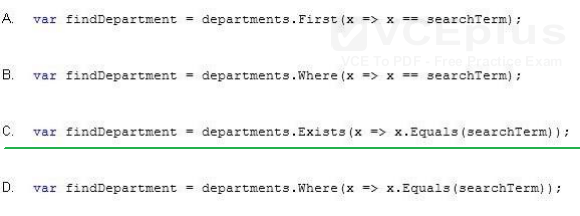 A. var findDepartment = departments.First(x => x == searchTerm);
VCEplus
VCE To PDF - Free Practice Exam
B. var findDepartment = departments.Where(x => x == searchTerm);
C. var findDepartment = departments.Exists(x => x.Equals(searchTerm));
D. var findDepartment = departments.Where(x => x.Equals(searchTerm));